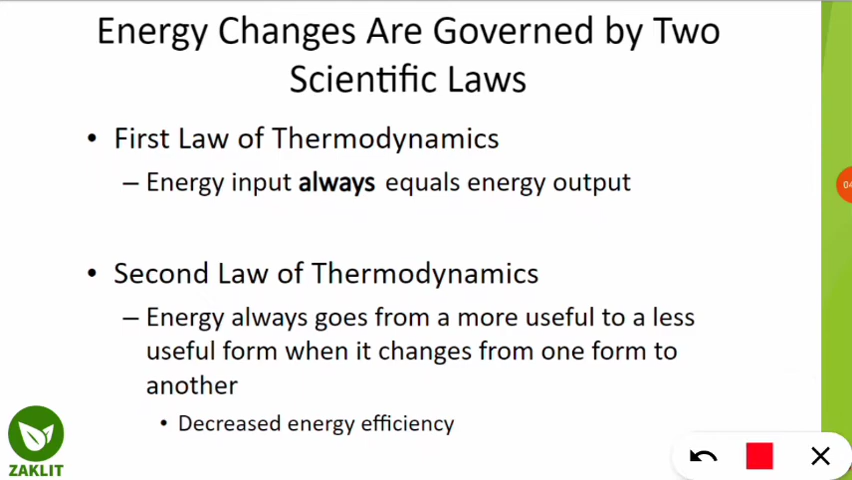 Energy Changes Are Governed by Two
Scientific Laws
• First Law of Thermodynamics
– Energy input always equals energy output
• Second Law of Thermodynamics
– Energy always goes from a more useful to a less
useful form when it changes from one form to
another
• Decreased energy efficiency
ZAKLIT
04